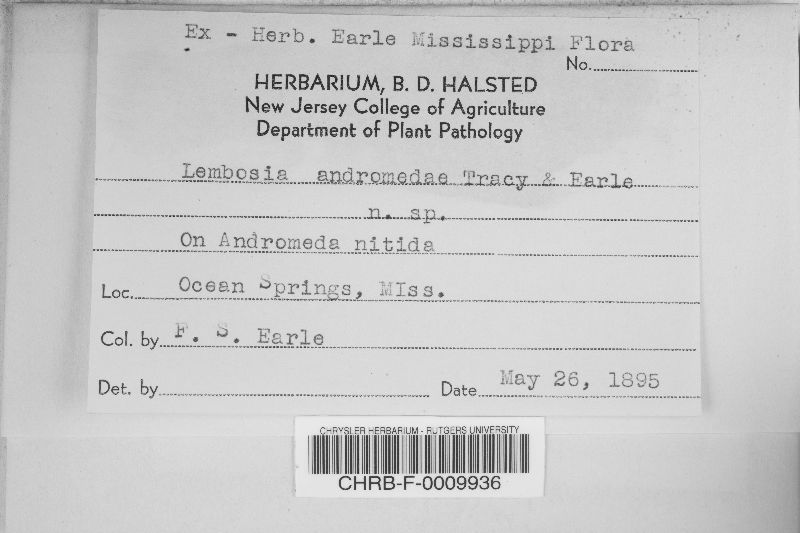 Ex - Herb. Earle Mississippi Flora
No.
HERBARIUM, B. D. HALSTED
New Jersey College of Agriculture
Department of Plant Pathology
Lembosia andromedae Tracy & Earle
n. sp.
On Andromeda nitida
Loc. Ocean Springs, MIss.
Col. by F. S. Earle
Det. by
Date May 26, 1895
CHRYSLER HERBARIUM - RUTGERS UNIVERSITY
CHRB-F-0009936